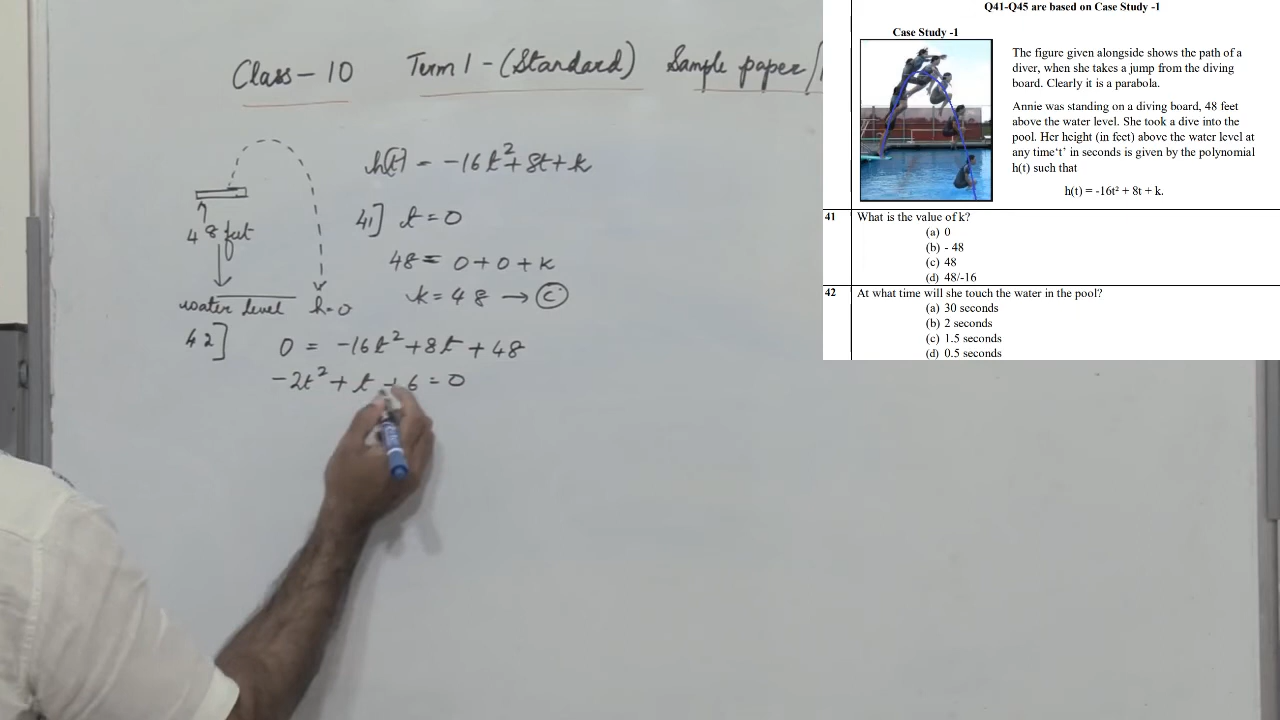 Class-10 Term 1 - (Standard) Sample paper/
h(t) = -16t²+8t+k
41] t = 0
48 feet
48 = 0+0+k
k = 48 → (c)
water level h=0
42] 0 = -16t²+8t+48
-2t²+t+6=0
Q41-Q45 are based on Case Study -1
Case Study -1
The figure given alongside shows the path of a
diver, when she takes a jump from the diving
board. Clearly it is a parabola.
Annie was standing on a diving board, 48 feet
above the water level. She took a dive into the
pool. Her height (in feet) above the water level at
any time‘t’ in seconds is given by the polynomial
h(t) such that
h(t) = -16t² + 8t + k.
41 What is the value of k?
(a) 0
(b) - 48
(c) 48
(d) 48/-16
42 At what time will she touch the water in the pool?
(a) 30 seconds
(b) 2 seconds
(c) 1.5 seconds
(d) 0.5 seconds